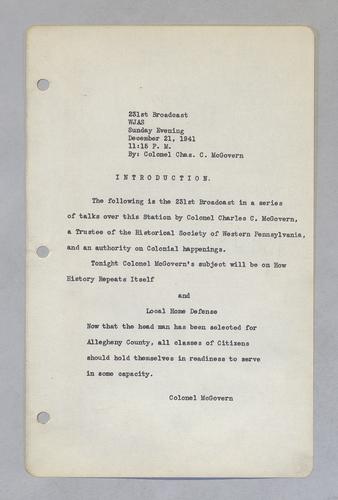 231st Broadcast
WJAS
Sunday Evening
December 21, 1941
11:15 P. M.
By: Colonel Chas. C. McGovern
I N T R O D U C T I O N.
The following is the 231st Broadcast in a series
of talks over this Station by Colonel Charles C. McGovern,
a Trustee of the Historical Society of Western Pennsylvania,
and an authority on Colonial happenings.
Tonight Colonel McGovern's subject will be on How
History Repeats Itself
and
Local Home Defense
Now that the head man has been selected for
Allegheny County, all classes of Citizens
should hold themselves in readiness to serve
in some capacity.
Colonel McGovern